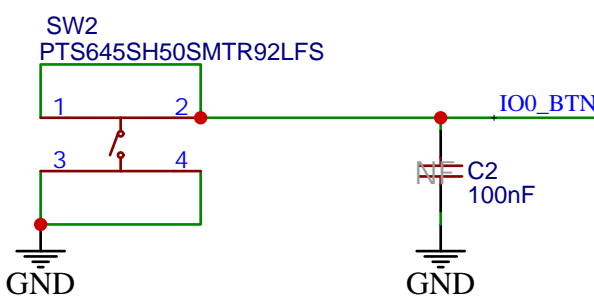 SW2
PTS645SH50SMTR92LFS
1 2
IO0_BTN
3 4
NF
C2
100nF
GND
GND